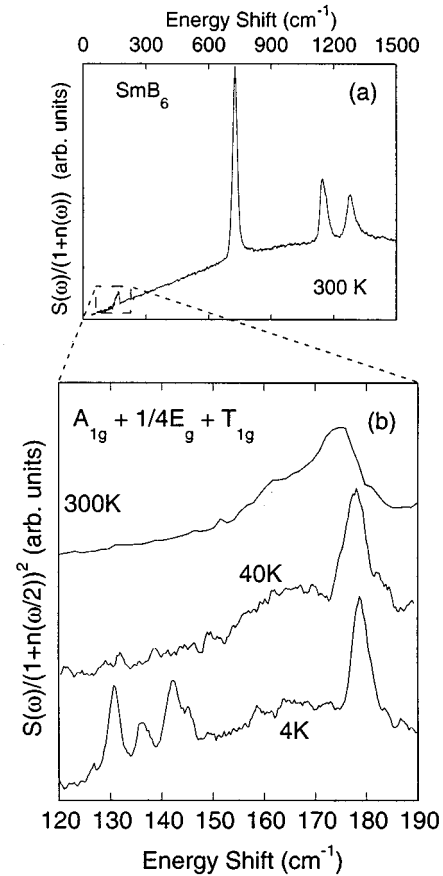 Energy Shift (cm⁻¹)
0 300 600 900 1200 1500
SmB₆
(a)
S(ω)/(1+n(ω)) (arb. units)
300 K
A₁g + 1/4E_g + T₁g
(b)
S(ω)/(1+n(ω/2))² (arb. units)
300K
40K
4K
120 130 140 150 160 170 180 190
Energy Shift (cm⁻¹)